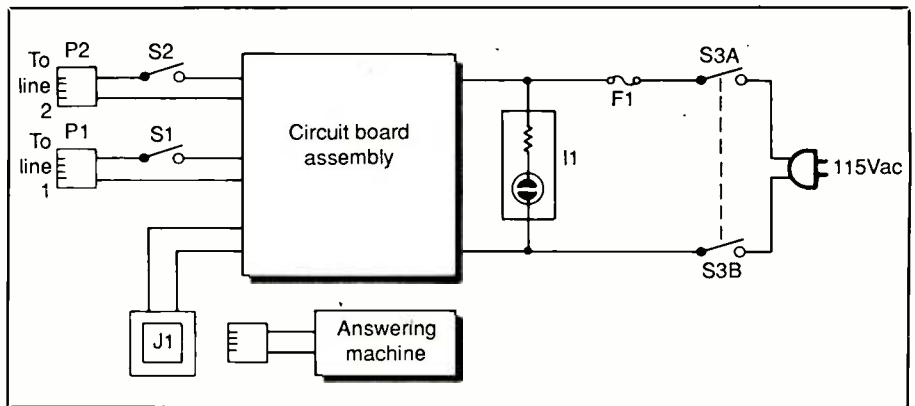 To
line
2
P2
S2
To
line
1
P1
S1
Circuit board
assembly
I1
F1
S3A
115Vac
S3B
J1
Answering
machine